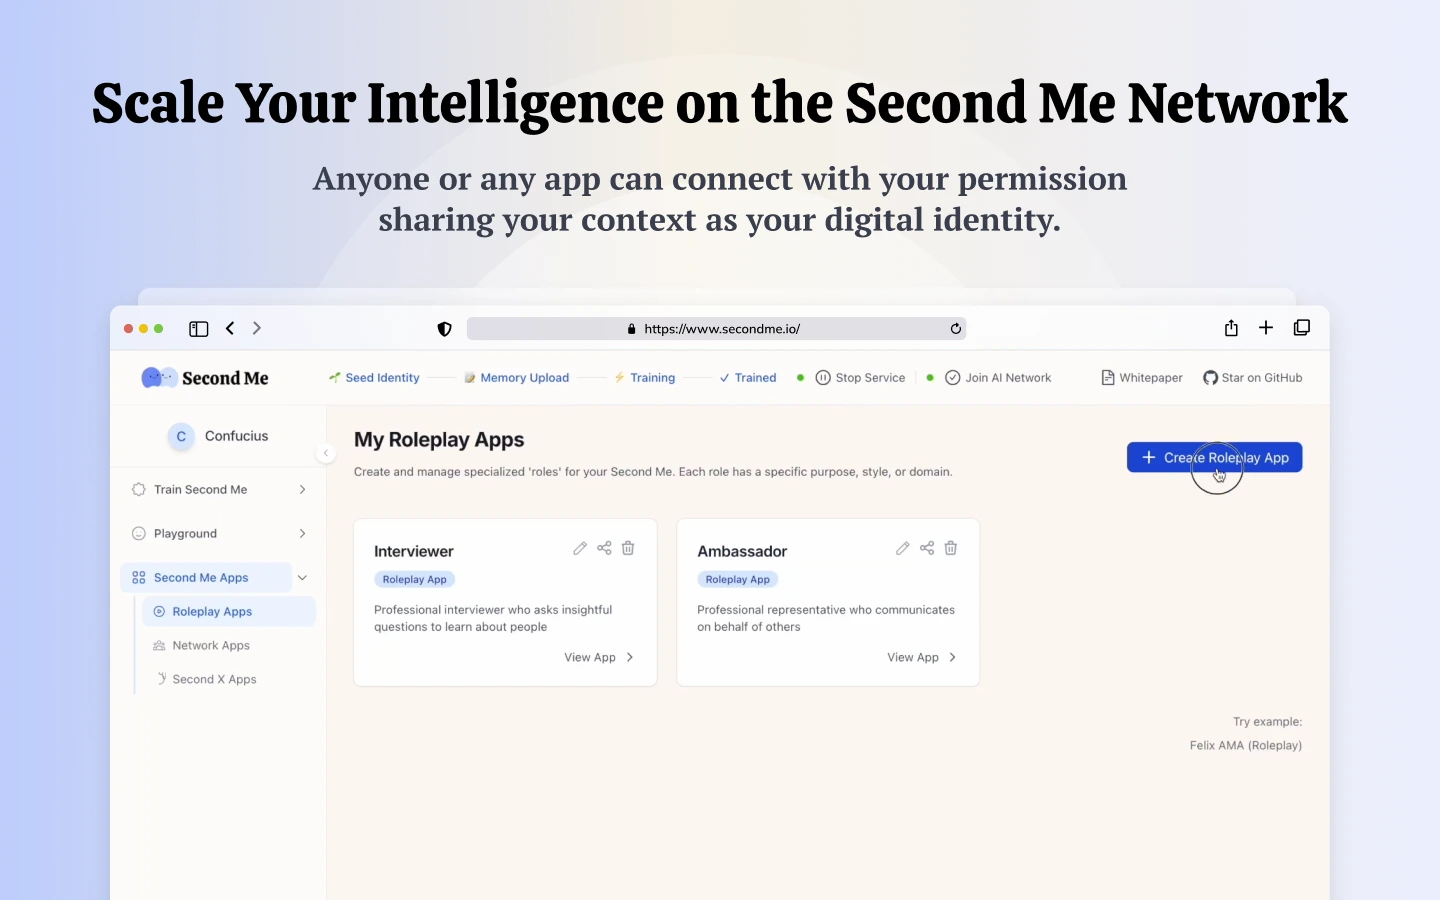 Scale Your Intelligence on the Second Me Network
Anyone or any app can connect with your permission
sharing your context as your digital identity.
https://www.secondme.io/
Second Me
Seed Identity
Memory Upload
Training
Trained
Stop Service
Join AI Network
Whitepaper
Star on GitHub
C
Confucius
Train Second Me
Playground
Second Me Apps
Roleplay Apps
Network Apps
Second X Apps
My Roleplay Apps
Create and manage specialized 'roles' for your Second Me. Each role has a specific purpose, style, or domain.
Create Roleplay App
Interviewer
Roleplay App
Professional interviewer who asks insightful
questions to learn about people
View App
Ambassador
Roleplay App
Professional representative who communicates
on behalf of others
View App
Try example:
Felix AMA (Roleplay)